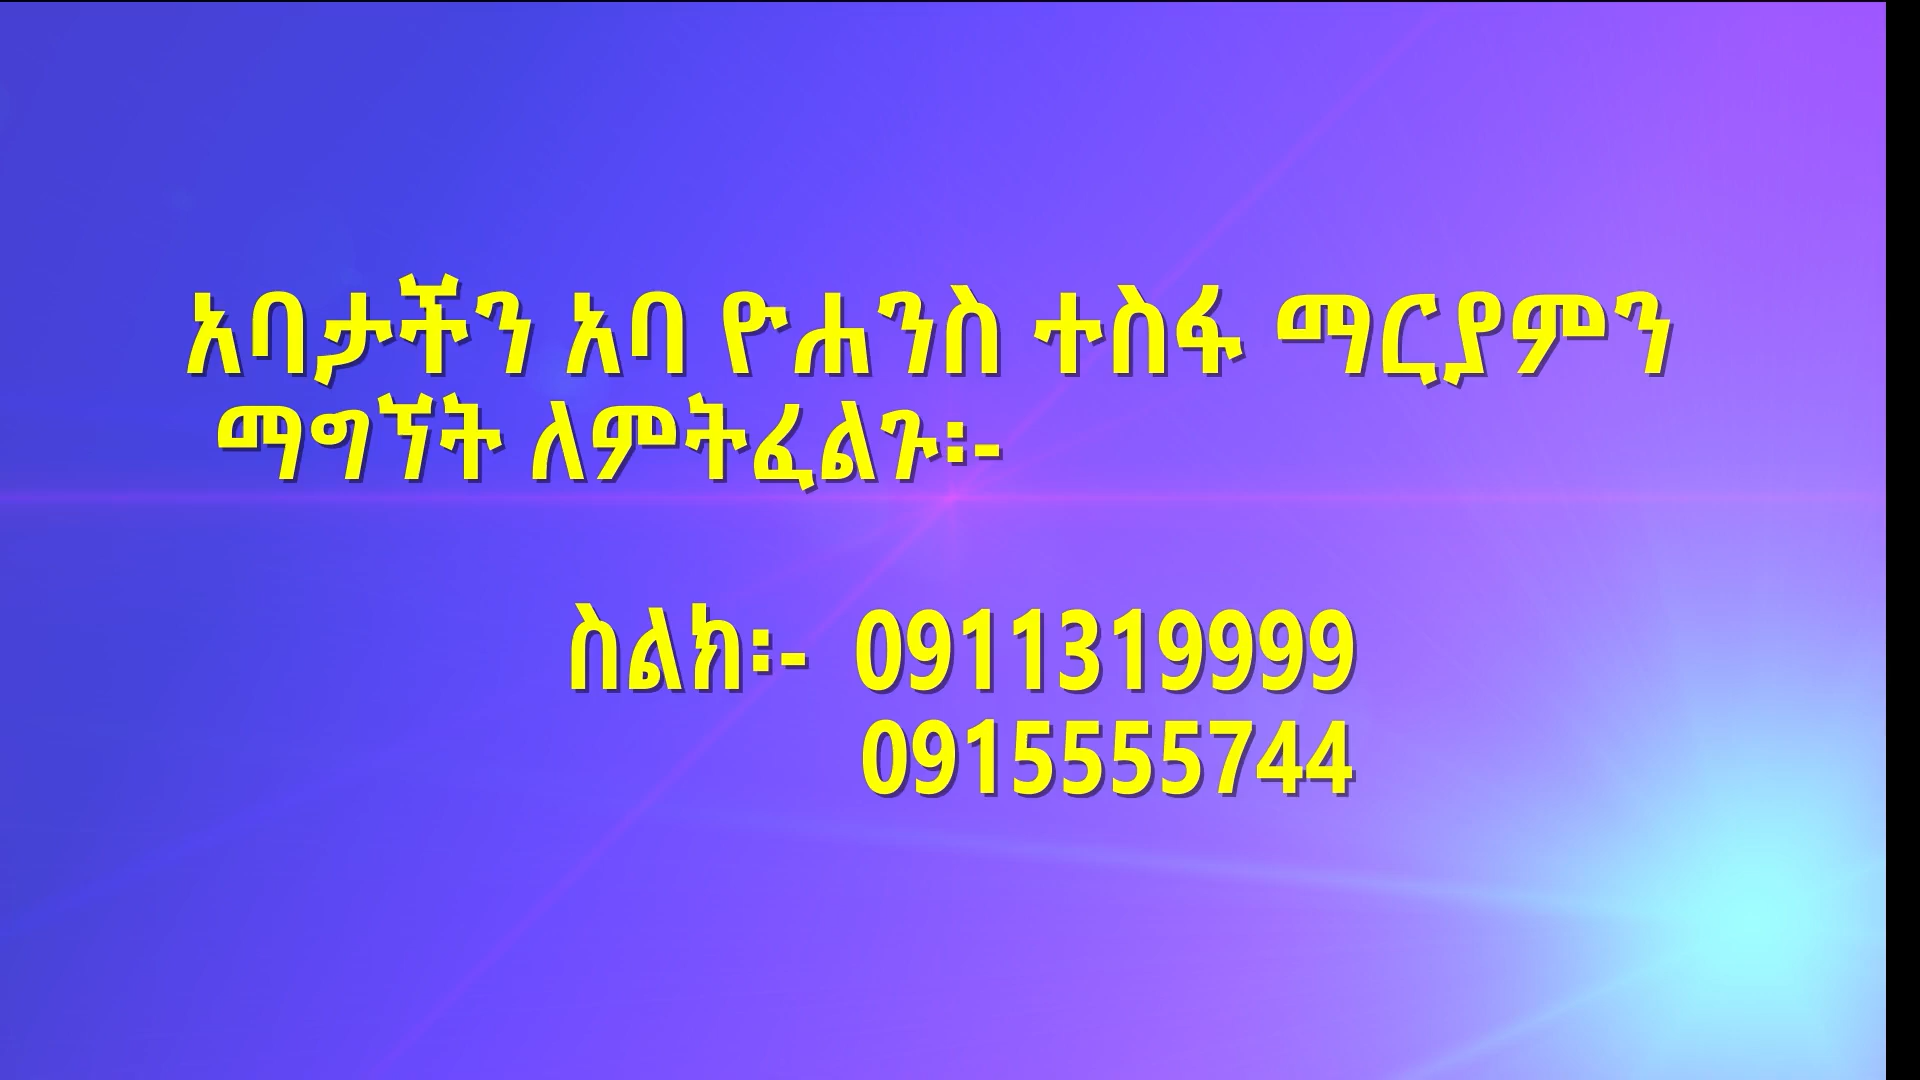 አባታችን አባ ዮሐንስ ተስፋ ማርያምን
ማግኘት ለምትፈልጉ፡-
ስልክ፡- 0911319999
0915555744